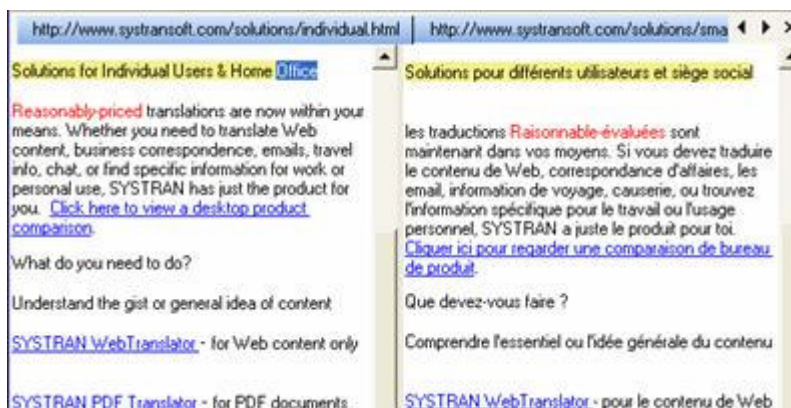 http://www.systransoft.com/solutions/individual.html
Solutions for Individual Users & Home Office
Reasonably-priced translations are now within your
means. Whether you need to translate Web
content, business correspondence, emails, travel
info, chat, or find specific information for work or
personal use, SYSTRAN has just the product for
you. Click here to view a desktop product
comparison.
What do you need to do?
Understand the gist or general idea of content
SYSTRAN WebTranslator - for Web content only
SYSTRAN PDF Translator - for PDF documents
http://www.systransoft.com/solutions/sma
Solutions pour différents utilisateurs et siège social
les traductions Raisonnable-évaluées sont
maintenant dans vos moyens. Si vous devez traduire
le contenu de Web, correspondance d'affaires, les
email, information de voyage, causerie, ou trouvez
l'information spécifique pour le travail ou l'usage
personnel, SYSTRAN a juste le produit pour toi.
Cliquer ici pour regarder une comparaison de bureau
de produit.
Que devez-vous faire ?
Comprendre l'essentiel ou l'idée générale du contenu
SYSTRAN WebTranslator - pour le contenu de Web